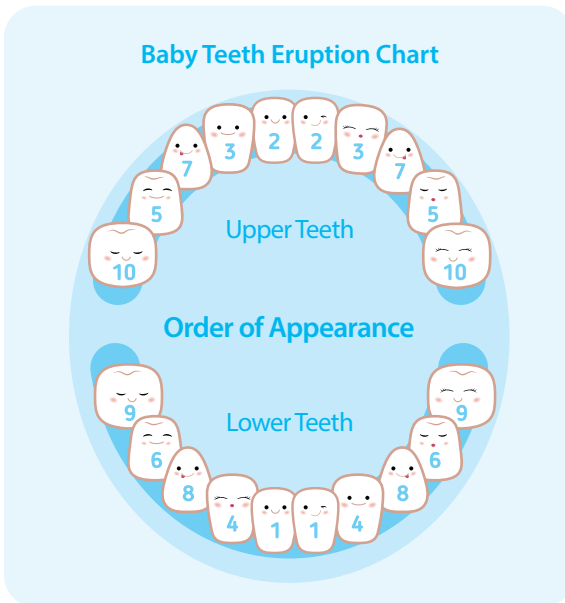 Baby Teeth Eruption Chart
2 2
3 3
7 7
5 5
Upper Teeth
10 10
Order of Appearance
9 9
Lower Teeth
6 6
8 8
4 4
1 1